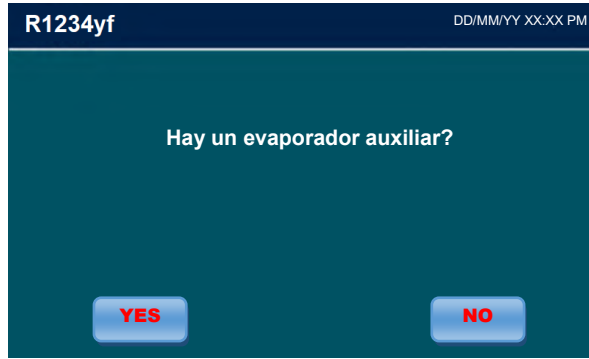 R1234yf DD/MM/YY XX:XX PM
Hay un evaporador auxiliar?
YES NO